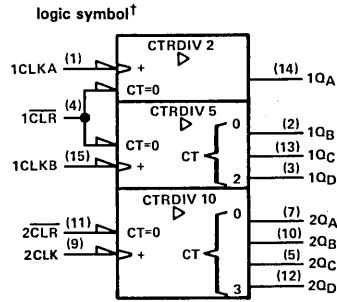 logic symbol†
CTRDIV 2
1CLKA (1) +
(14) 1QA
CT=0
1CLR (4)
CTRDIV 5
0
(2) 1QB
CT=0
CT
(13) 1QC
1CLKB (15) +
2
(3) 1QD
CTRDIV 10
0
(7) 2QA
2CLR (11) CT=0
(10) 2QB
2CLK (9) +
CT
(5) 2QC
3
(12) 2QD